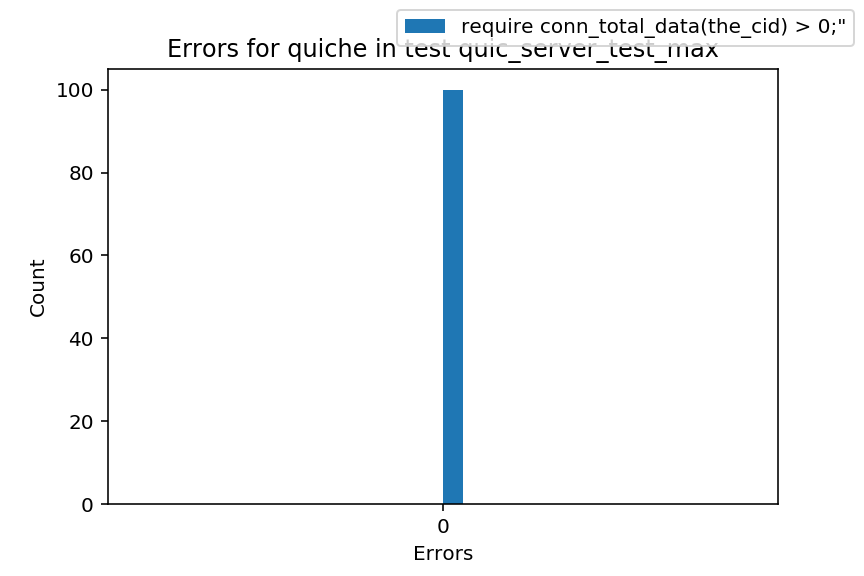 require conn_total_data(the_cid) > 0;"
Errors for quiche in test quic_server_test_max
100
80
60
40
20
0
0
Errors
Count